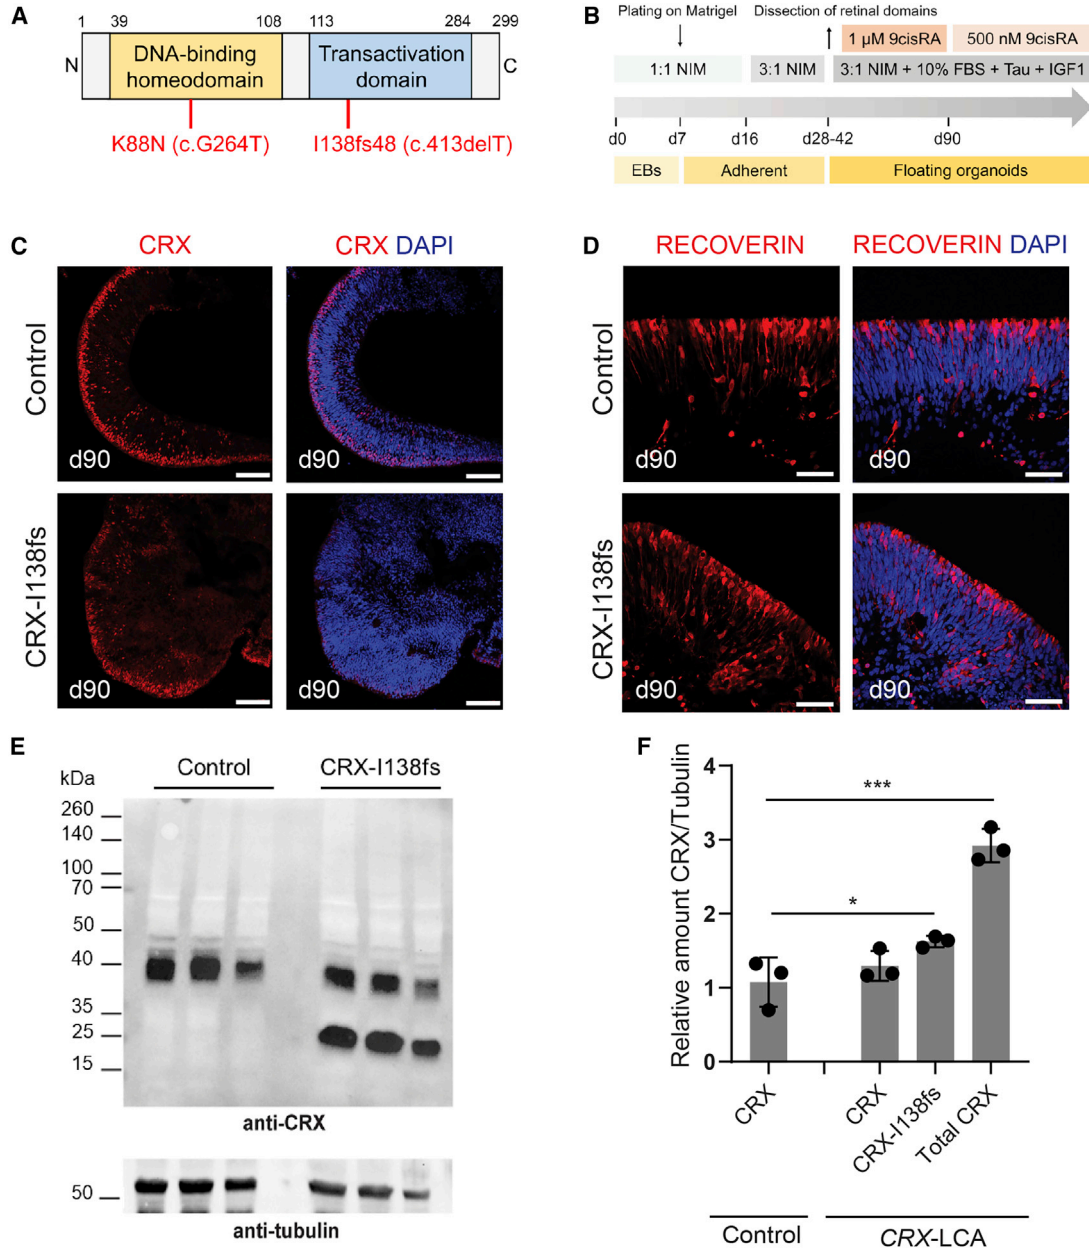 A
1 39 108 113 284 299
N DNA-binding homeodomain Transactivation domain C
K88N (c.G264T) I138fs48 (c.413delT)
B
Plating on Matrigel Dissection of retinal domains
1 µM 9cisRA 500 nM 9cisRA
1:1 NIM 3:1 NIM 3:1 NIM + 10% FBS + Tau + IGF1
d0 d7 d16 d28-42 d90
EBs Adherent Floating organoids
C
CRX CRX DAPI
Control
d90 d90
CRX-I138fs
d90 d90
D
RECOVERIN RECOVERIN DAPI
Control
d90 d90
CRX-I138fs
d90 d90
E
kDa Control CRX-I138fs
260
140
100
70
50
40
35
25
15
anti-CRX
50
anti-tubulin
F
Relative amount CRX/Tubulin
4
3
2
1
0
***
*
CRX CRX CRX-I138fs Total CRX
Control CRX-LCA